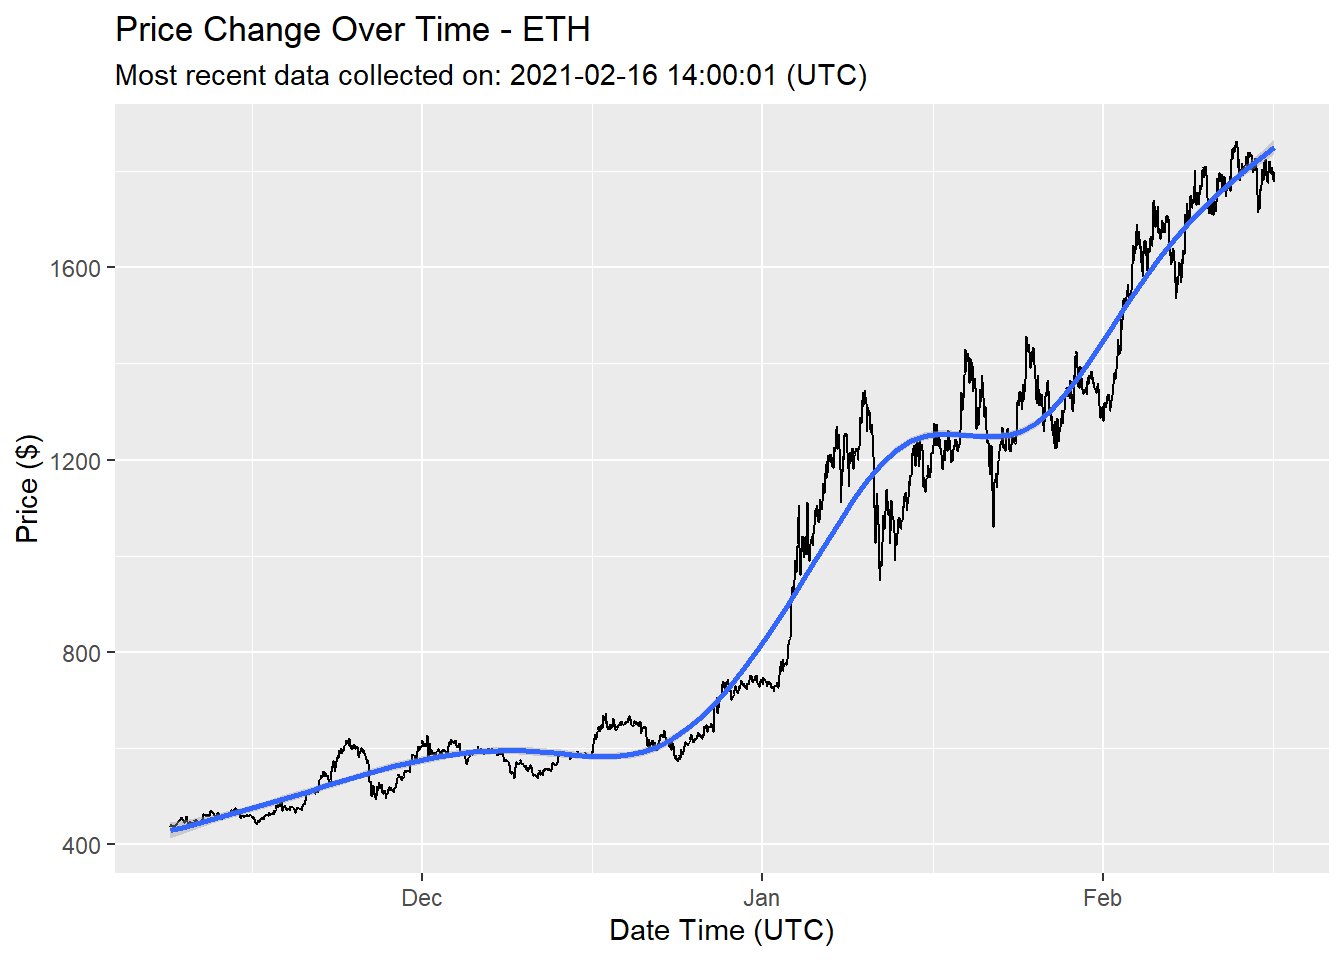 Price Change Over Time - ETH
Most recent data collected on: 2021-02-16 14:00:01 (UTC)
Price ($)
1600
1200
800
400
Dec
Jan
Feb
Date Time (UTC)